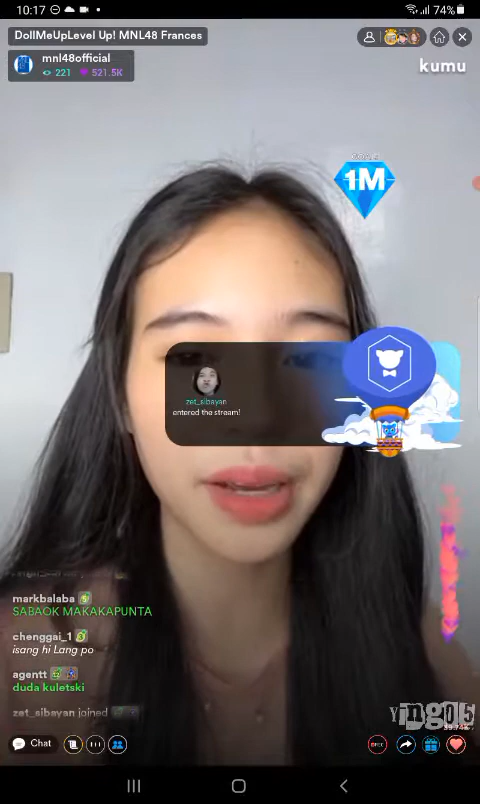 10:17
74%
DollMeUpLevel Up! MNL48 Frances
mnl48official
221 521.5K
kumu
1M
zet_sibayan
entered the stream!
markbalaba
SABAOK MAKAKAPUNTA
chenggai_1
isang hi Lang po
agentt
duda kuletski
zet_sibayan joined
Chat